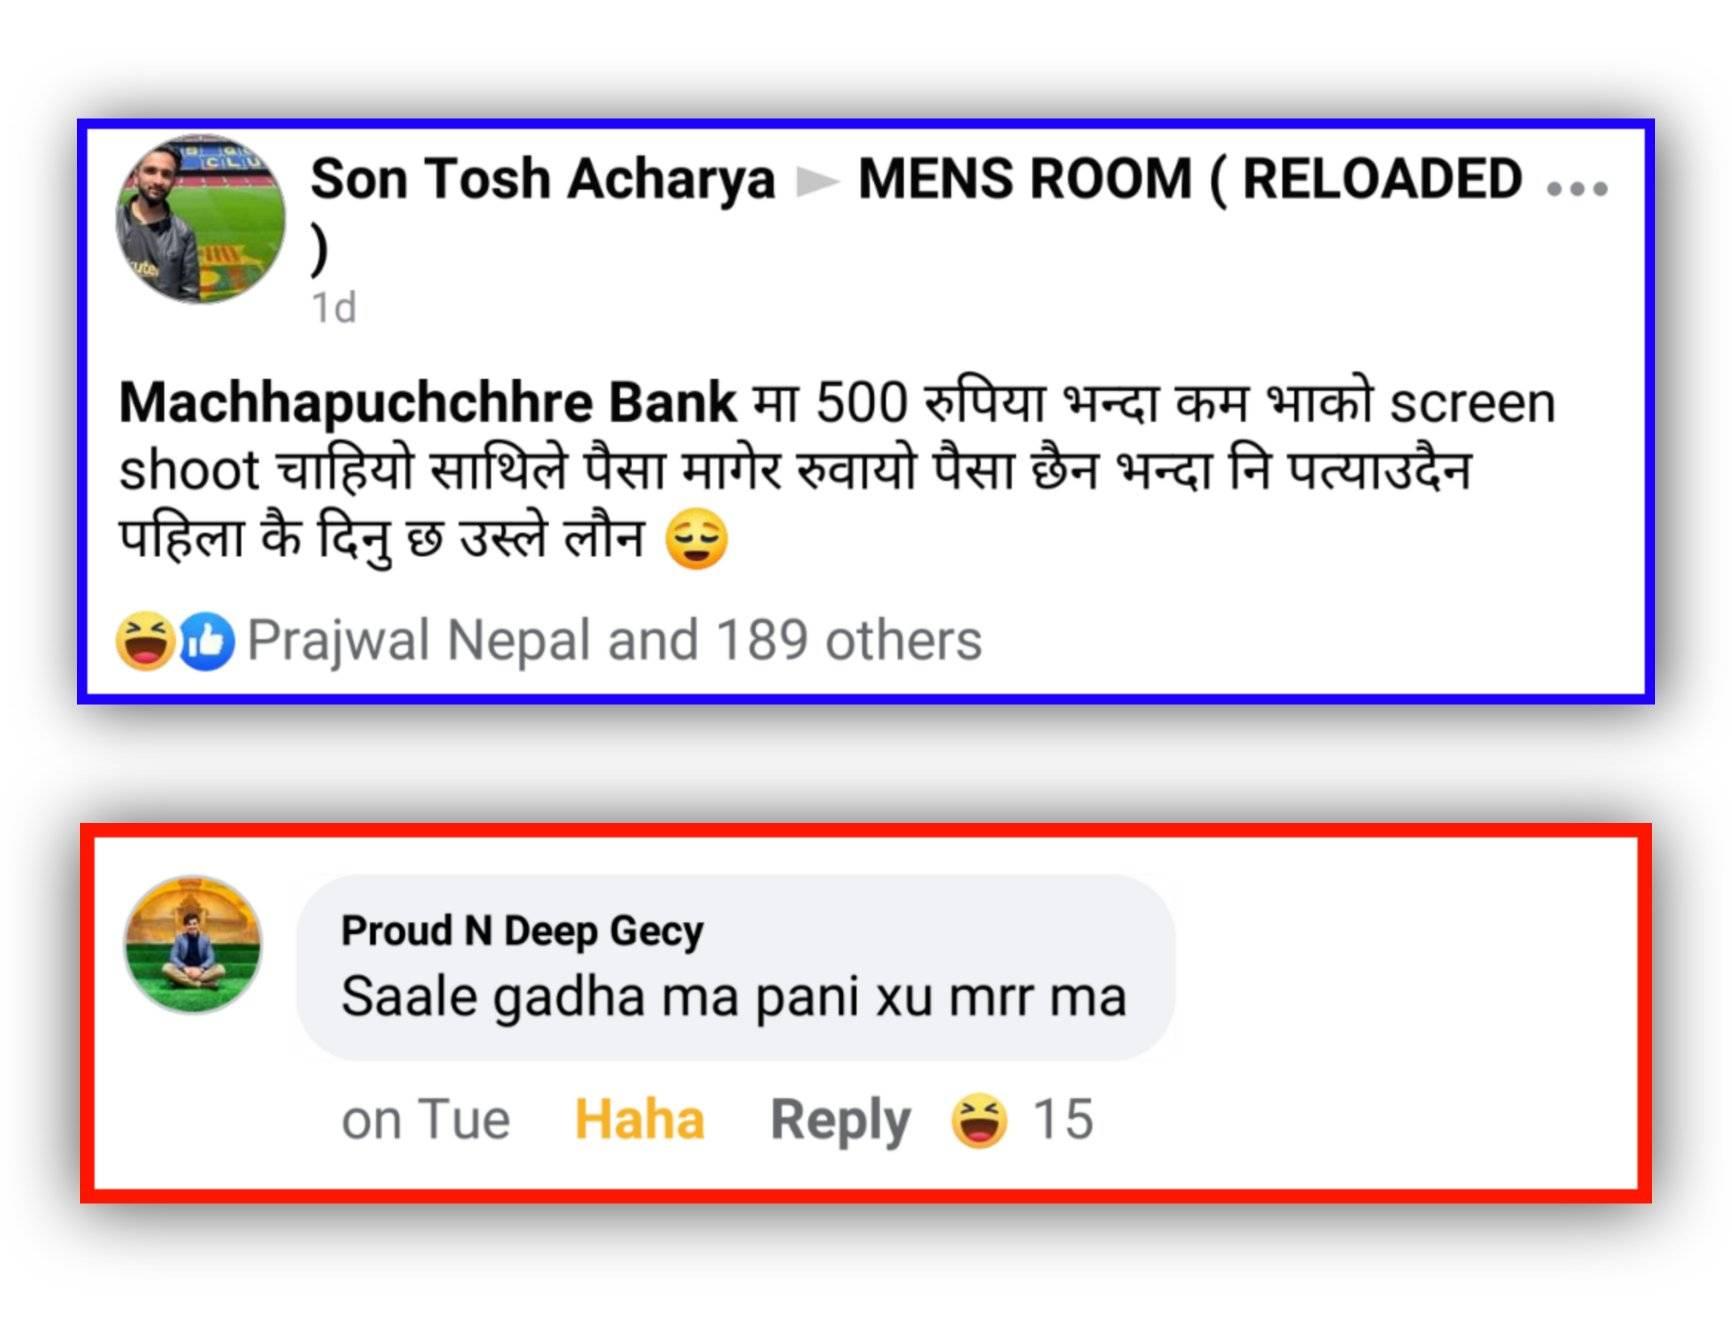 Son Tosh Acharya ▶ MENS ROOM ( RELOADED
)
1d
Machhapuchchhre Bank मा 500 रुपिया भन्दा कम भाको screen
shoot चाहियो साथिले पैसा मागेर रुवायो पैसा छैन भन्दा नि पत्याउदैन
पहिला कै दिनु छ उस्ले लौन 😌
Prajwal Nepal and 189 others
Proud N Deep Gecy
Saale gadha ma pani xu mrr ma
on Tue Haha Reply 😆 15